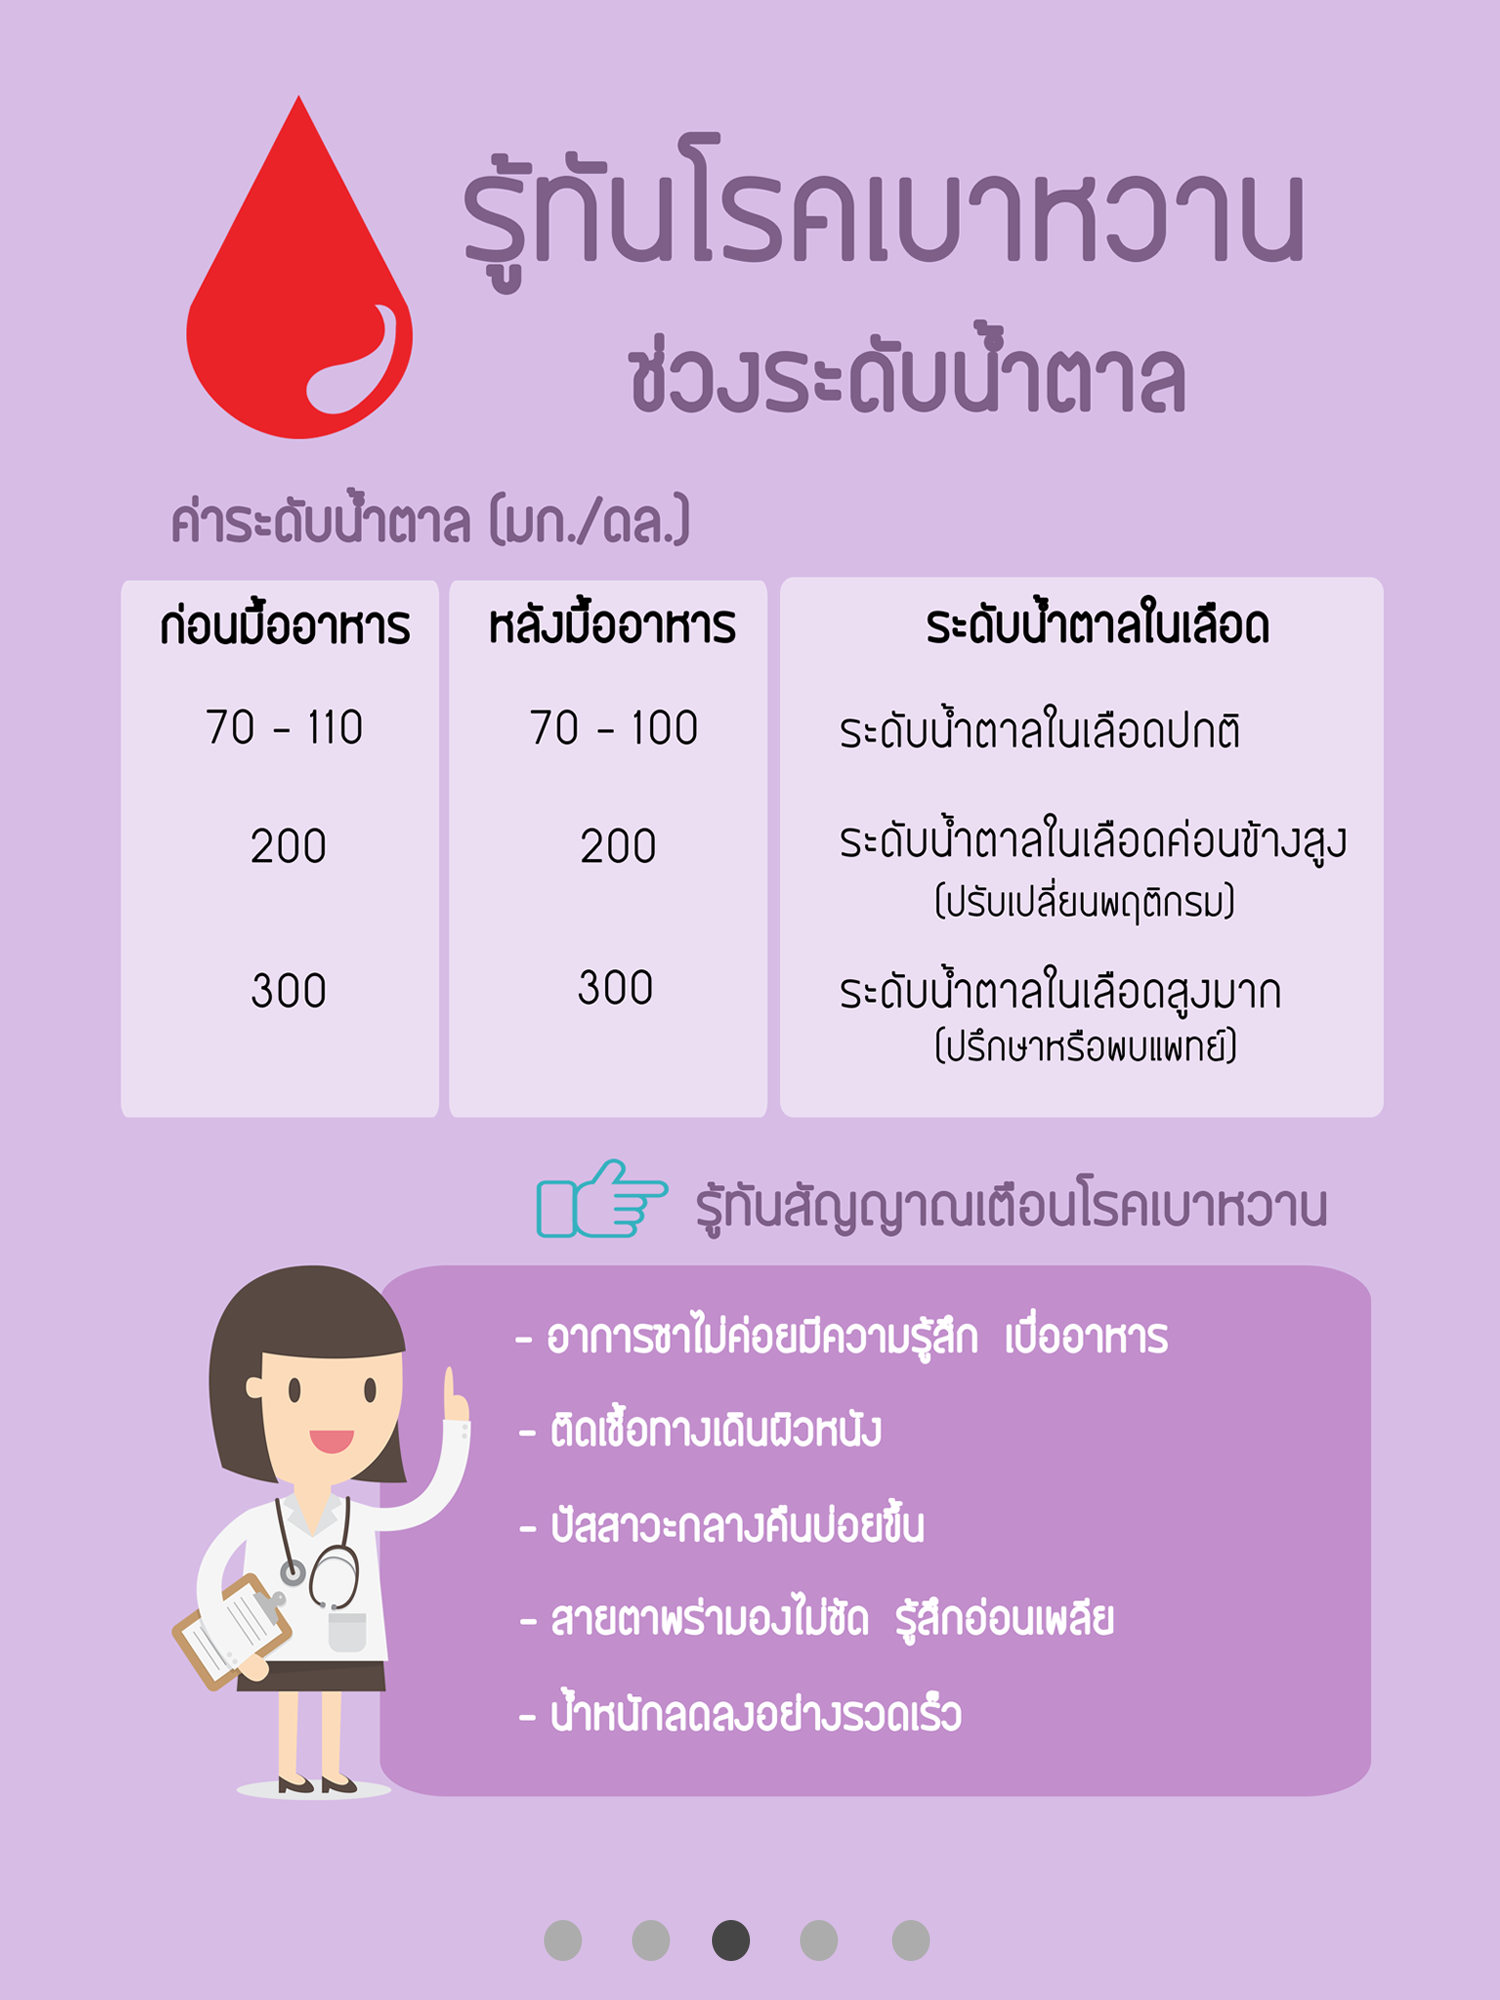 รู้ทันโรคเบาหวาน
ช่วงระดับน้ำตาล
ค่าระดับน้ำตาล (มก./ดล.)
ก่อนมื้ออาหาร หลังมื้ออาหาร ระดับน้ำตาลในเลือด
70 - 110 70 - 100 ระดับน้ำตาลในเลือดปกติ
200 200 ระดับน้ำตาลในเลือดค่อนข้างสูง
(ปรับเปลี่ยนพฤติกรม)
300 300 ระดับน้ำตาลในเลือดสูงมาก
(ปรึกษาหรือพบแพทย์)
รู้ทันสัญญาณเตือนโรคเบาหวาน
- อาการชาไม่ค่อยมีความรู้สึก เบื่ออาหาร
- ติดเชื้อทางเดินผิวหนัง
- ปัสสาวะกลางคืนบ่อยขึ้น
- สายตาพร่ามองไม่ชัด รู้สึกอ่อนเพลีย
- น้ำหนักลดลงอย่างรวดเร็ว